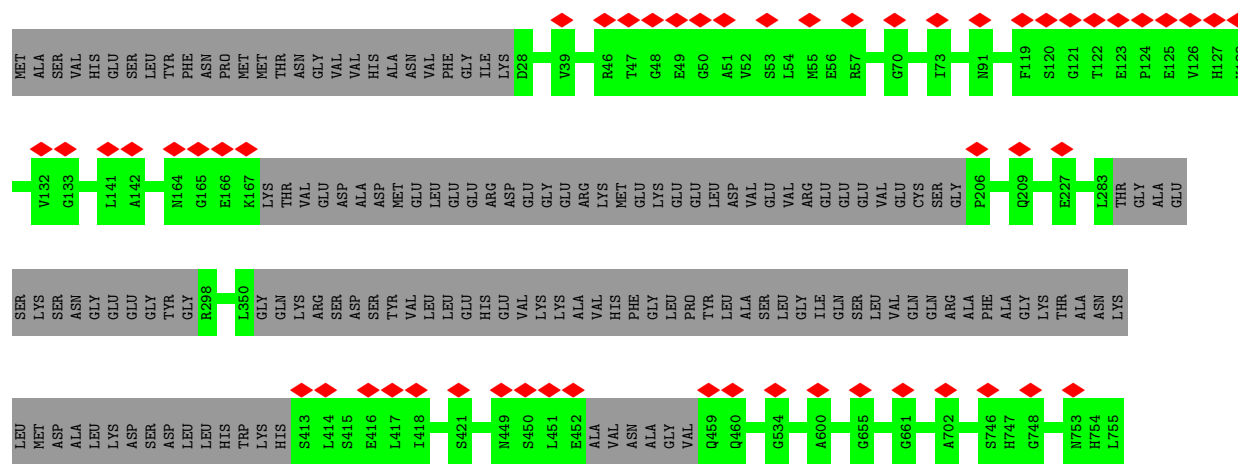 MET ALA SER VAL HIS GLU SER LEU TYR PHE ASN PRO MET MET THR ASN GLY VAL VAL HIS ALA ASN VAL PHE GLY ILE LYS D28 V39 R46 T47 G48 E49 G50 A51 V52 S53 L54 M55 E56 R57 G70 I73 N91 F119 S120 G121 T122 E123 P124 E125 V126 H127
V132 G133 L141 A142 N164 G165 E166 K167 LYS THR VAL GLU ASP ALA ASP MET GLU LEU GLU GLU ARG ASP GLU GLY GLU ARG LYS MET GLU LYS GLU GLU LEU ASP VAL GLU VAL ARG GLU GLU GLU VAL GLU CYS SER GLY P206 Q209 E227 L283 THR GLY ALA GLU
SER LYS SER ASN GLY GLU GLU GLY TYR GLY R298 L350 GLY GLN LYS ARG SER ASP SER TYR VAL LEU LEU GLU HIS GLU VAL LYS LYS ALA VAL HIS PHE GLY LEU PRO TYR LEU ALA SER LEU GLY ILE GLN SER LEU VAL GLN GLN ARG ALA PHE ALA GLY LYS THR ALA ASN LYS
LEU MET ASP ALA LEU LYS ASP SER ASP LEU LEU HIS TRP LYS HIS S413 L414 S415 E416 L417 I418 S421 N449 S450 L451 E452 ALA VAL ASN ALA GLY VAL Q459 Q460 G534 A600 G655 G661 A702 S746 H747 G748 N753 H754 L755